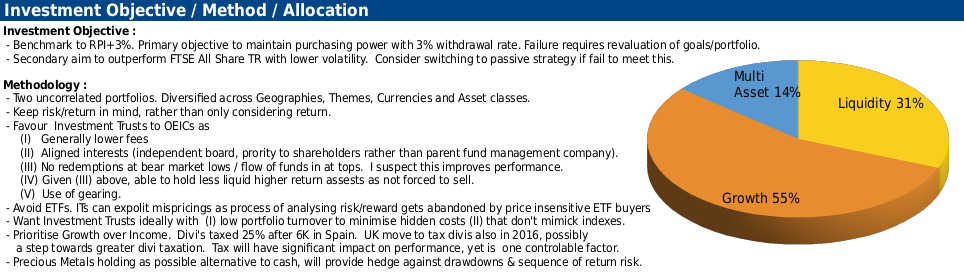 Investment Objective / Method / Allocation
Investment Objective :
- Benchmark to RPI+3%. Primary objective to maintain purchasing power with 3% withdrawal rate. Failure requires revaluation of goals/portfolio.
- Secondary aim to outperform FTSE All Share TR with lower volatility.  Consider switching to passive strategy if fail to meet this.
Methodology :
- Two uncorrelated portfolios. Diversified across Geographies, Themes, Currencies and Asset classes.
- Keep risk/return in mind, rather than only considering return.
- Favour  Investment Trusts to OEICs as
(I)   Generally lower fees
(II)  Aligned interests (independent board, prority to shareholders rather than parent fund management company).
(III) No redemptions at bear market lows / flow of funds in at tops.  I suspect this improves performance.
(IV) Given (III) above, able to hold less liquid higher return assests as not forced to sell.
(V)  Use of gearing.
- Avoid ETFs. ITs can expolit mispricings as process of analysing risk/reward gets abandoned by price insensitive ETF buyers
- Want Investment Trusts ideally with  (I) low portfolio turnover to minimise hidden costs (II) that don't mimick indexes.
- Prioritise Growth over Income.  Divi's taxed 25% after 6K in Spain.  UK move to tax divis also in 2016, possibly
a step towards greater divi taxation.  Tax will have significant impact on performance, yet is  one controlable factor.
- Precious Metals holding as possible alternative to cash, will provide hedge against drawdowns & sequence of return risk.
Multi
Asset 14%
Liquidity 31%
Growth 55%